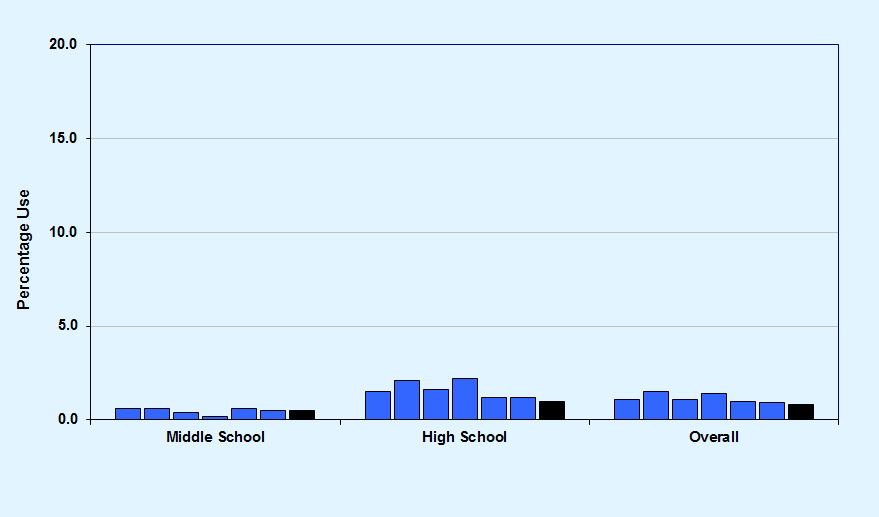 20.0
15.0
10.0
5.0
0.0
Percentage Use
Middle School
High School
Overall